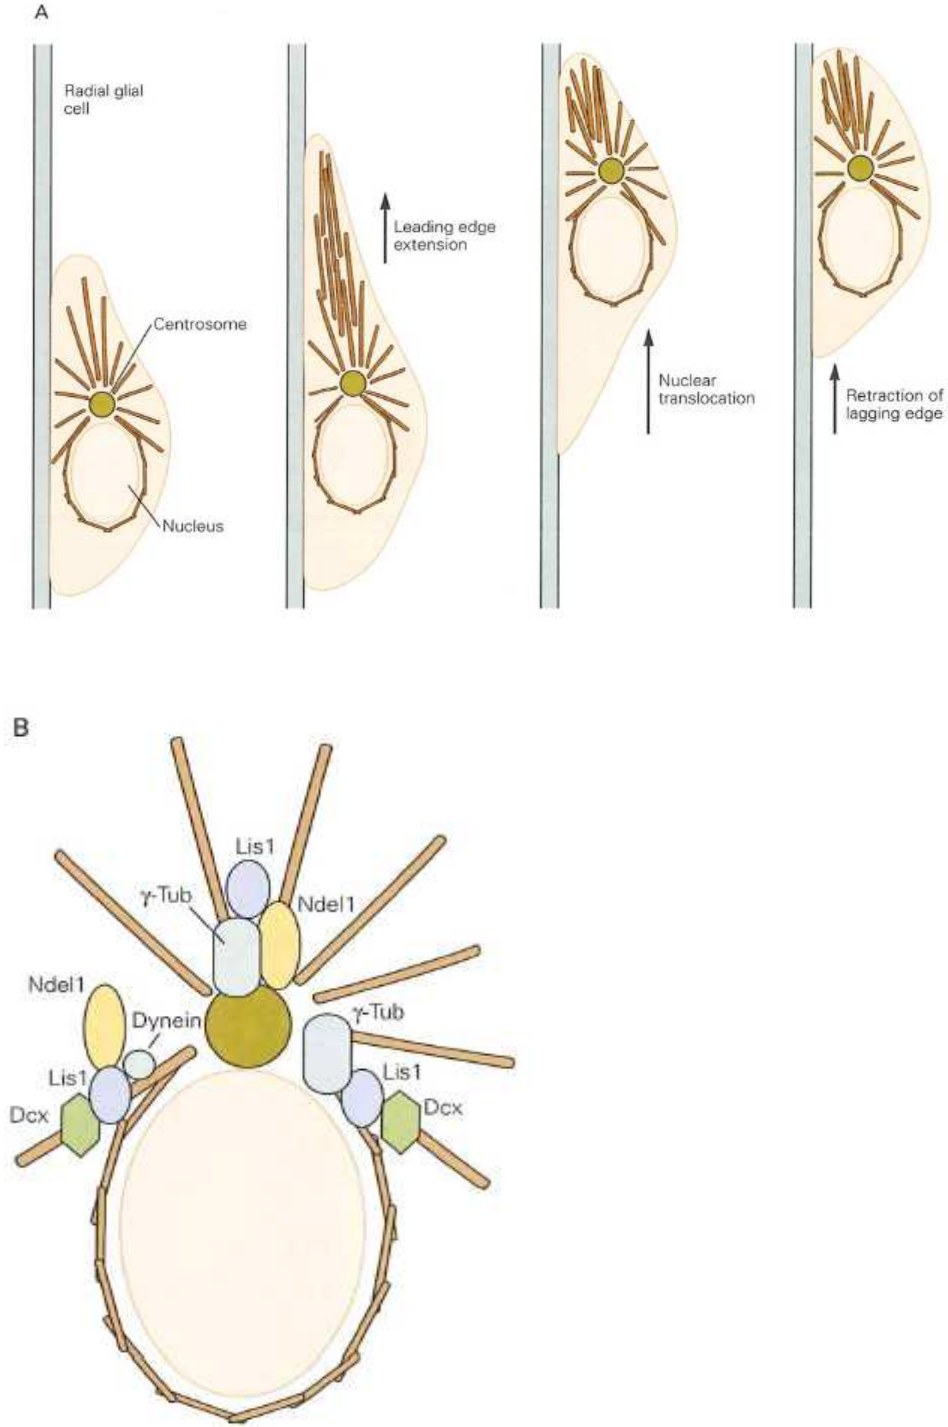 A
Radial glial
cell
Centrosome
Nucleus
Leading edge
extension
Nuclear
translocation
Retraction of
lagging edge
B
Lis1
γ-Tub
Ndel1
Ndel1
Dynein
γ-Tub
Lis1
Lis1
Dcx
Dcx